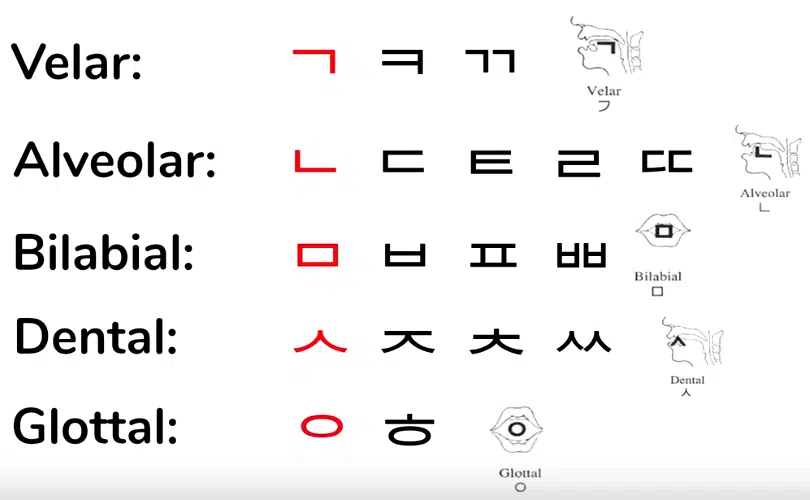 Velar: ㄱ ㅋ ㄲ ㄱ
Velar
ㄱ
Alveolar: ㄴ ㄷ ㅌ ㄹ ㄸ ㄴ
Alveolar
ㄴ
Bilabial: ㅁ ㅂ ㅍ ㅃ ㅁ
Bilabial
ㅁ
Dental: ㅅ ㅈ ㅊ ㅆ ㅅ
Dental
ㅅ
Glottal: ㅇ ㅎ ㅇ
Glottal
ㅇ